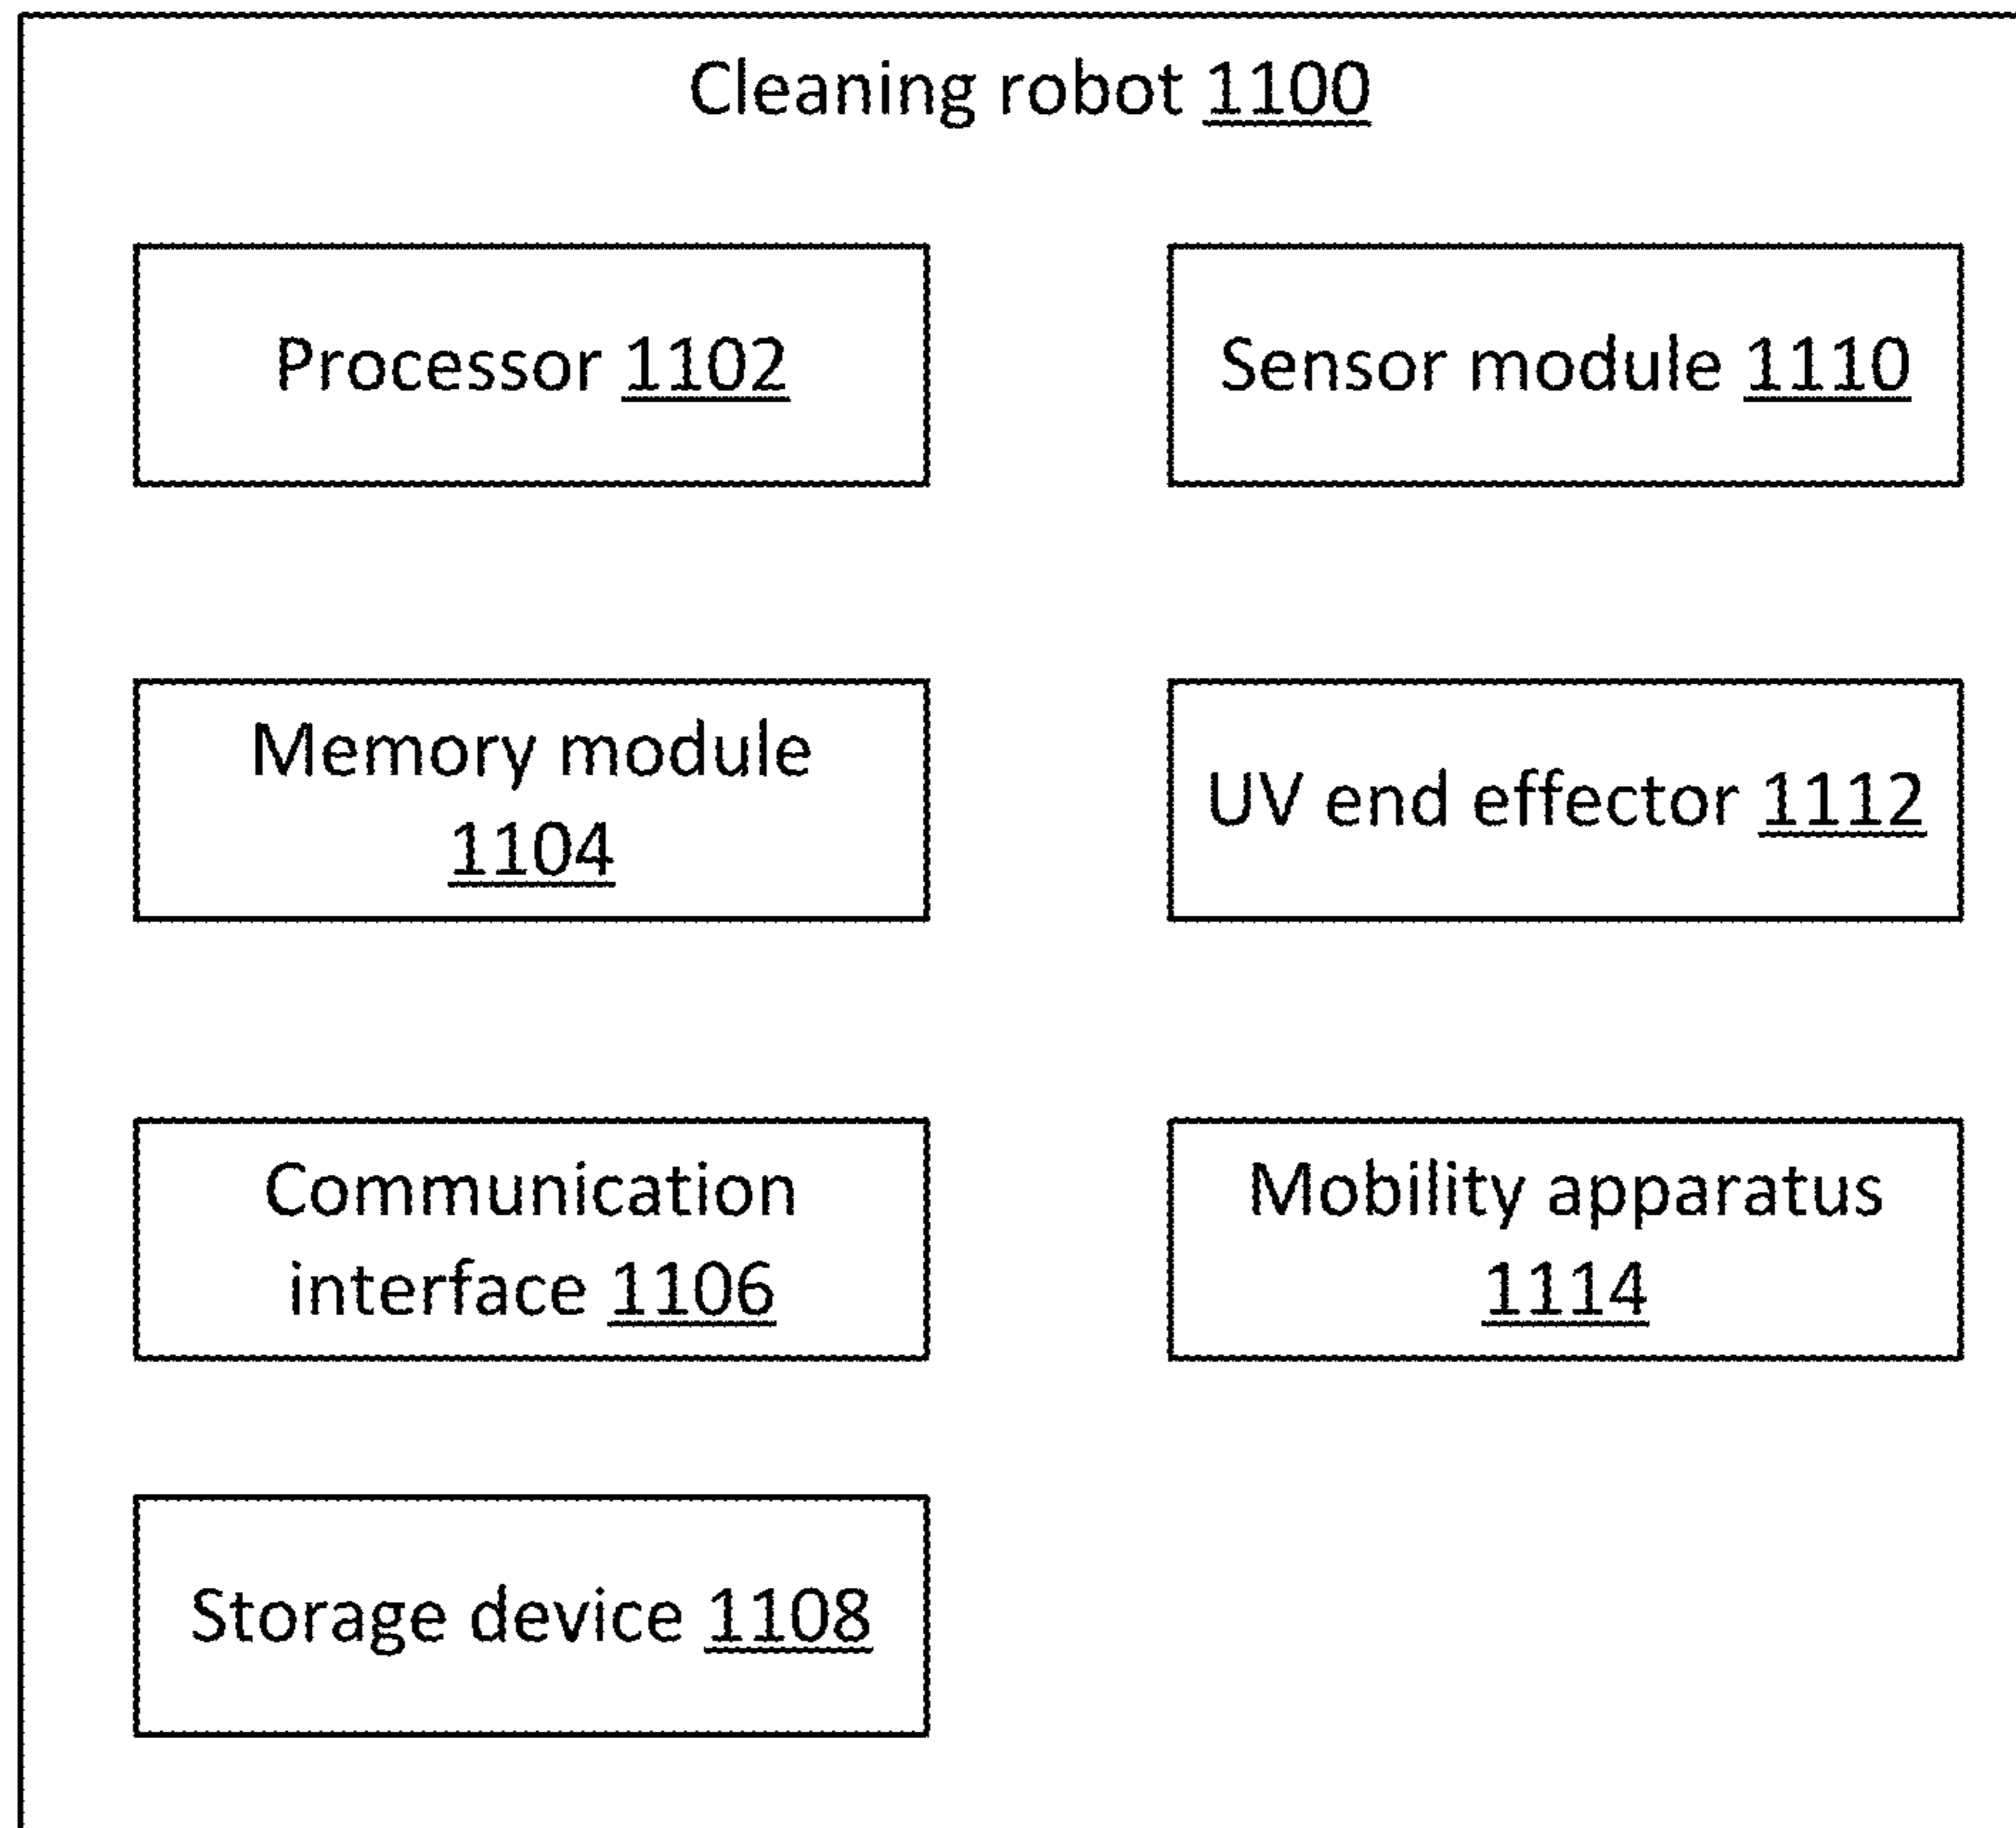 Cleaning robot 1100
Processor 1102
Sensor module 1110
Memory module
1104
UV end effector 1112
Communication
interface 1106
Mobility apparatus
1114
Storage device 1108